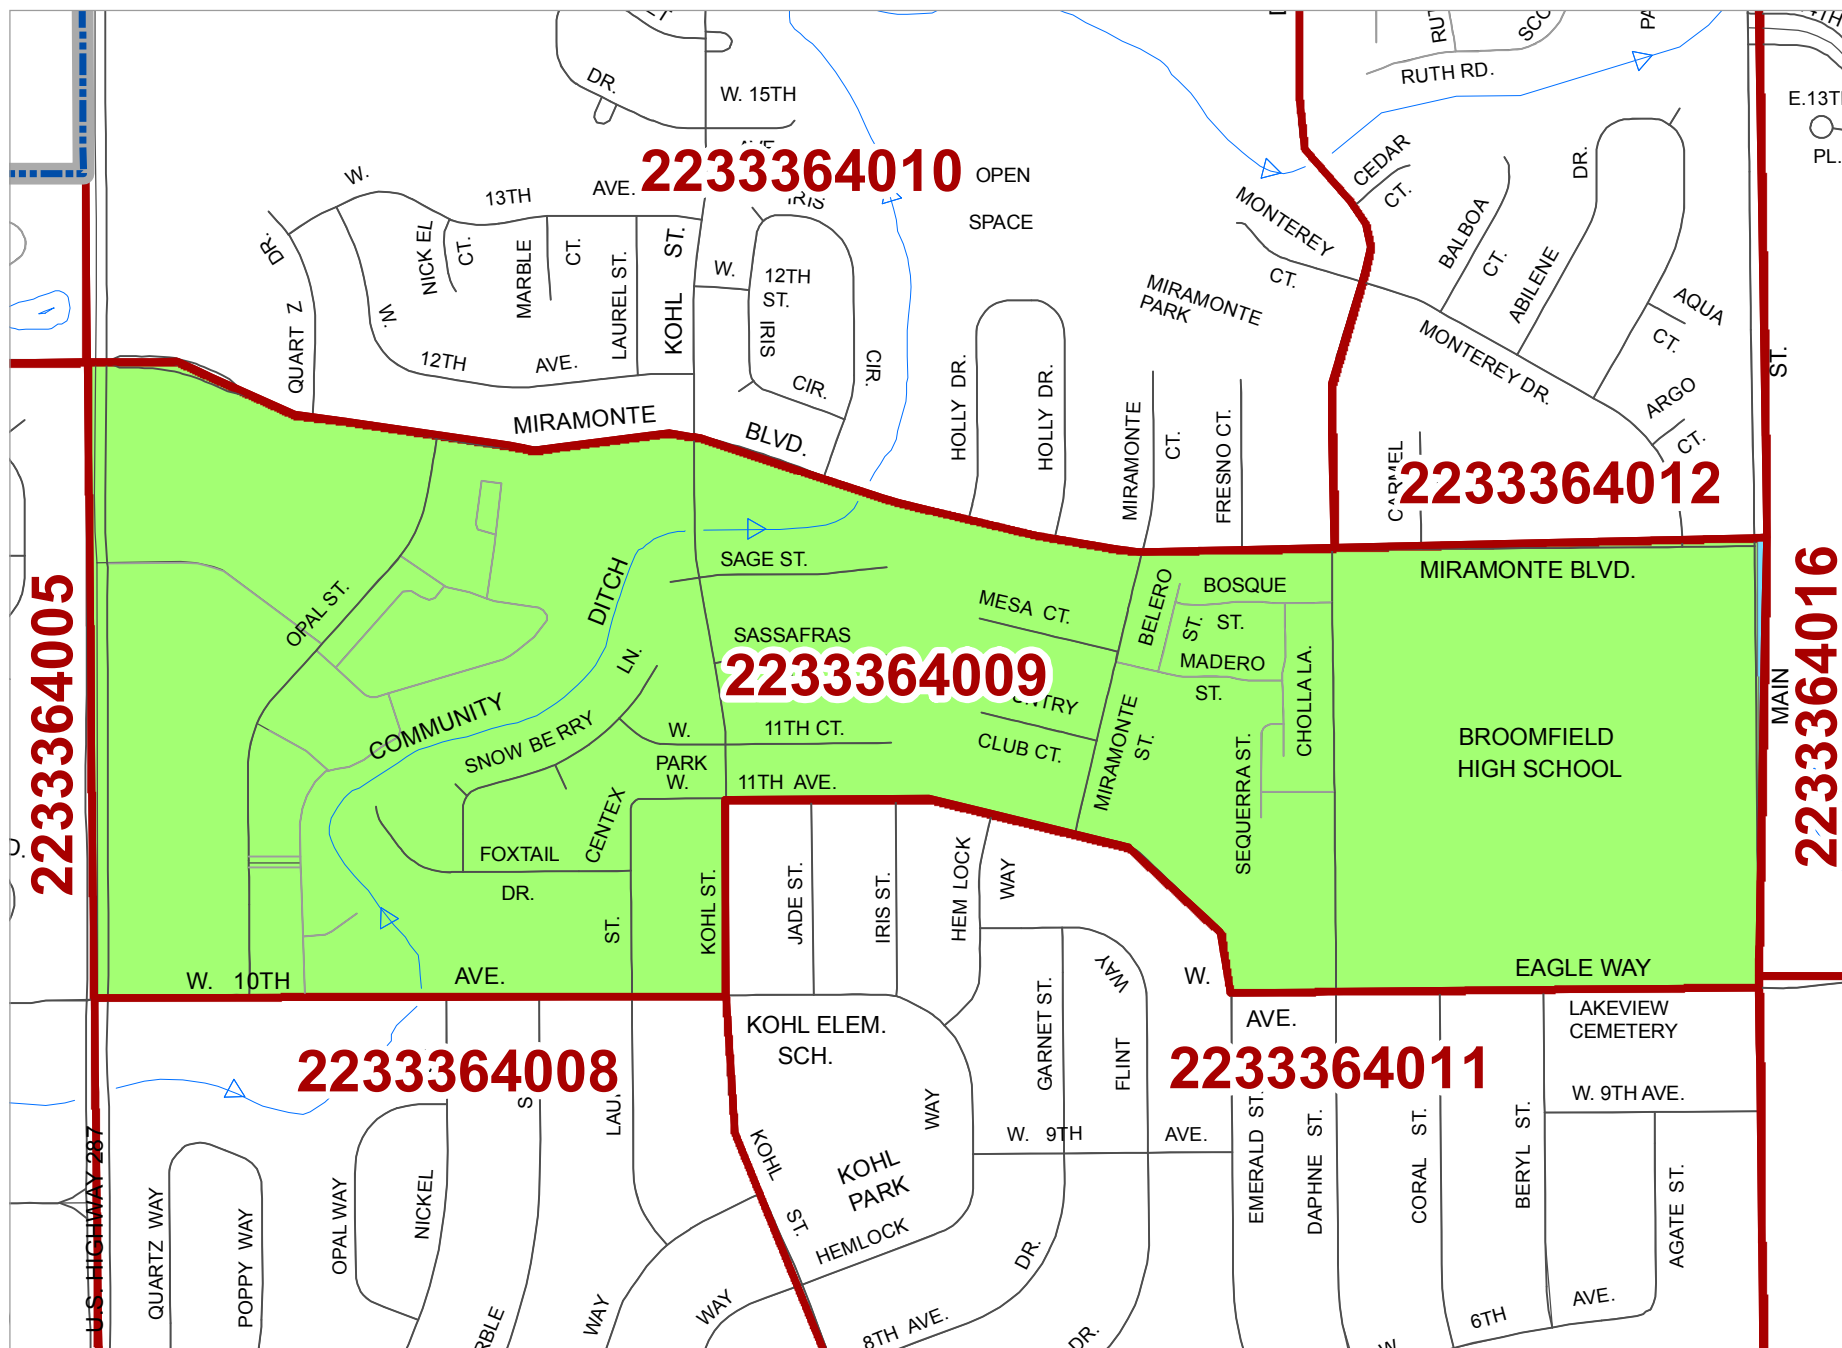 DR.
W. 15TH
RUTH RD.
E.13TH
PL.
2233364010
OPEN
SPACE
CEDAR
CT.
DR.
W.
13TH
AVE.
IRIS
DR.
NICK EL
CT.
MARBLE
CT.
LAUREL ST.
KOHL
ST.
W.
12TH
ST.
IRIS
CIR.
CIR.
MONTEREY
CT.
MIRAMONTE
PARK
BALBOA
CT.
ABILENE
AQUA
CT.
MONTEREY DR.
ARGO
CT.
ST.
QUART Z
W.
12TH
AVE.
MIRAMONTE
BLVD.
HOLLY DR.
HOLLY DR.
MIRAMONTE
CT.
FRESNO CT.
CARMEL
2233364012
MIRAMONTE BLVD.
SAGE ST.
DITCH
OPAL ST.
MESA CT.
BELERO
ST.
BOSQUE
ST.
MADERO
ST.
CHOLLA LA.
SASSAFRAS
2233364009
2233364005
2233364016
MAIN
LN.
COMMUNITY
SNOW BE RRY
W.
11TH CT.
PARK
W.
11TH AVE.
CLUB CT.
MIRAMONTE
ST.
SEQUERRA ST.
BROOMFIELD
HIGH SCHOOL
CENTEX
ST.
FOXTAIL
DR.
KOHL ST.
JADE ST.
IRIS ST.
HEM LOCK
WAY
WAY
W. 10TH
AVE.
W.
AVE.
EAGLE WAY
LAKEVIEW
CEMETERY
KOHL ELEM.
SCH.
GARNET ST.
FLINT
2233364008
2233364011
W. 9TH AVE.
WAY
W. 9TH
AVE.
U.S. HIGHWAY 287
QUARTZ WAY
POPPY WAY
OPAL WAY
NICKEL
KOHL
ST.
KOHL
PARK
HEMLOCK
WAY
WAY
DR.
8TH AVE.
DR.
EMERALD ST.
DAPHNE ST.
CORAL ST.
BERYL ST.
AGATE ST.
6TH
AVE.